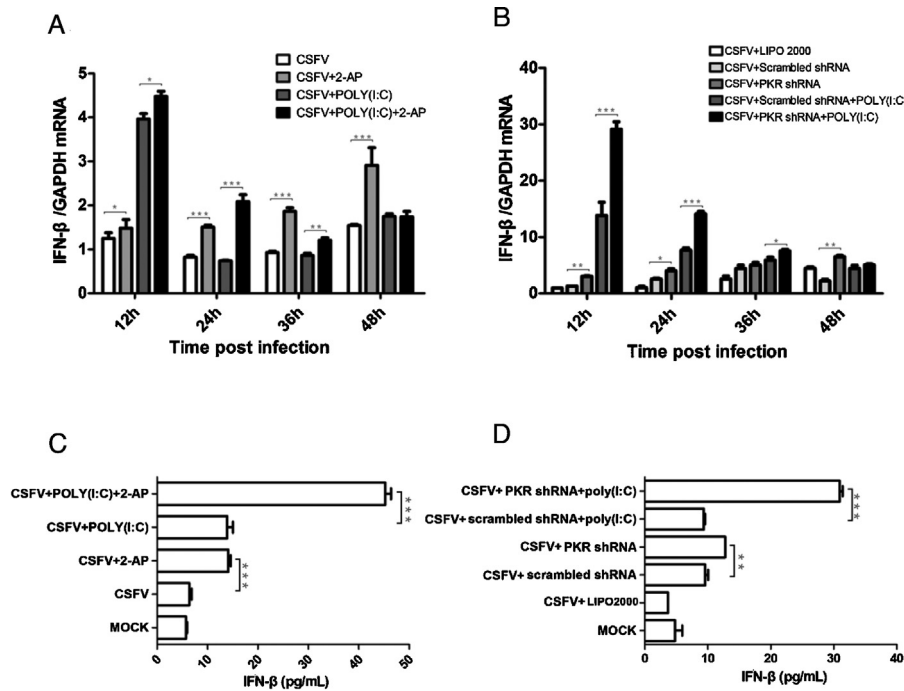 A
CSFV
CSFV+2-AP
CSFV+POLY(I:C)
CSFV+POLY(I:C)+2-AP
IFN-β /GAPDH mRNA
5
4
3
2
1
0
*
*
***
***
***
**
***
12h
24h
36h
48h
Time post infection
B
CSFV+LIPO 2000
CSFV+Scrambled shRNA
CSFV+PKR shRNA
CSFV+Scrambled shRNA+POLY(I:C
CSFV+PKR shRNA+POLY(I:C)
IFN-β/GAPDH mRNA
40
30
20
10
0
**
***
*
***
*
**
12h
24h
36h
48h
Time post infection
C
CSFV+POLY(I:C)+2-AP
CSFV+POLY(I:C)
CSFV+2-AP
CSFV
MOCK
***
***
0
10
20
30
40
50
IFN-β (pg/mL)
D
CSFV+ PKR shRNA+poly(I:C)
CSFV+ scrambled shRNA+poly(I:C)
CSFV+ PKR shRNA
CSFV+ scrambled shRNA
CSFV+ LIPO2000
MOCK
***
**
0
10
20
30
40
IFN-β (pg/mL)